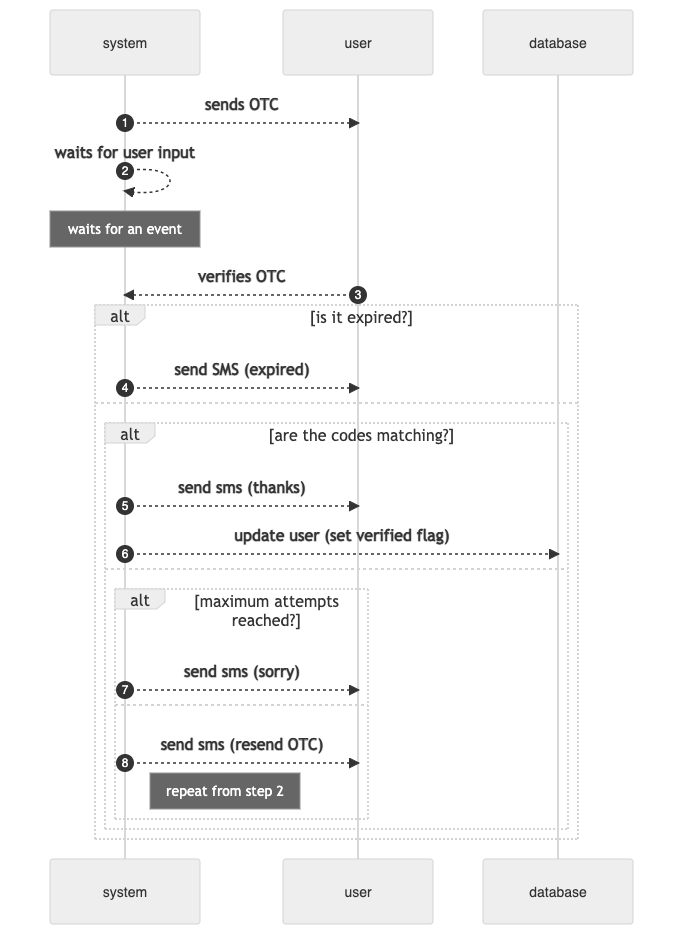 system
user
database
sends OTC
1
waits for user input
2
waits for an event
verifies OTC
3
alt
[is it expired?]
send SMS (expired)
4
alt
[are the codes matching?]
send sms (thanks)
5
update user (set verified flag)
6
alt
[maximum attempts
reached?]
send sms (sorry)
7
send sms (resend OTC)
8
repeat from step 2
system
user
database